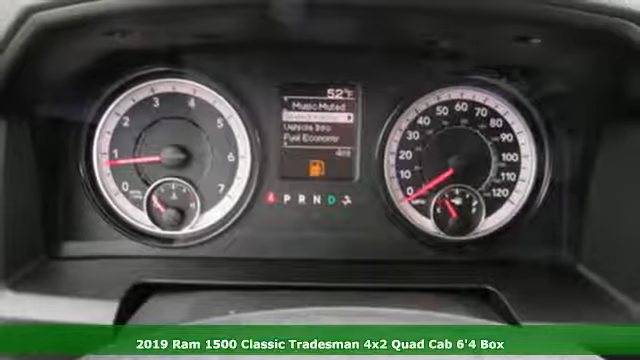 52°F
Music Muted
Vehicle Info
Fuel Economy
4mi
0 1 2 3 4 5 6 7
P R N D
0 10 20 30 40 50 60 70 80 90 100 110 120
2019 Ram 1500 Classic Tradesman 4x2 Quad Cab 6'4 Box